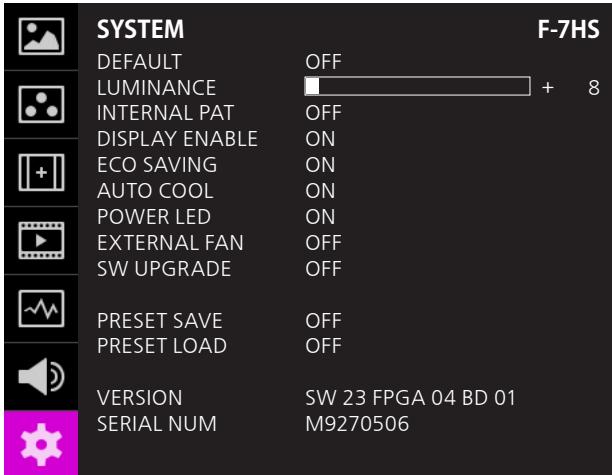 SYSTEM F-7HS
DEFAULT OFF
LUMINANCE + 8
INTERNAL PAT OFF
DISPLAY ENABLE ON
ECO SAVING ON
AUTO COOL ON
POWER LED ON
EXTERNAL FAN OFF
SW UPGRADE OFF
PRESET SAVE OFF
PRESET LOAD OFF
VERSION SW 23 FPGA 04 BD 01
SERIAL NUM M9270506